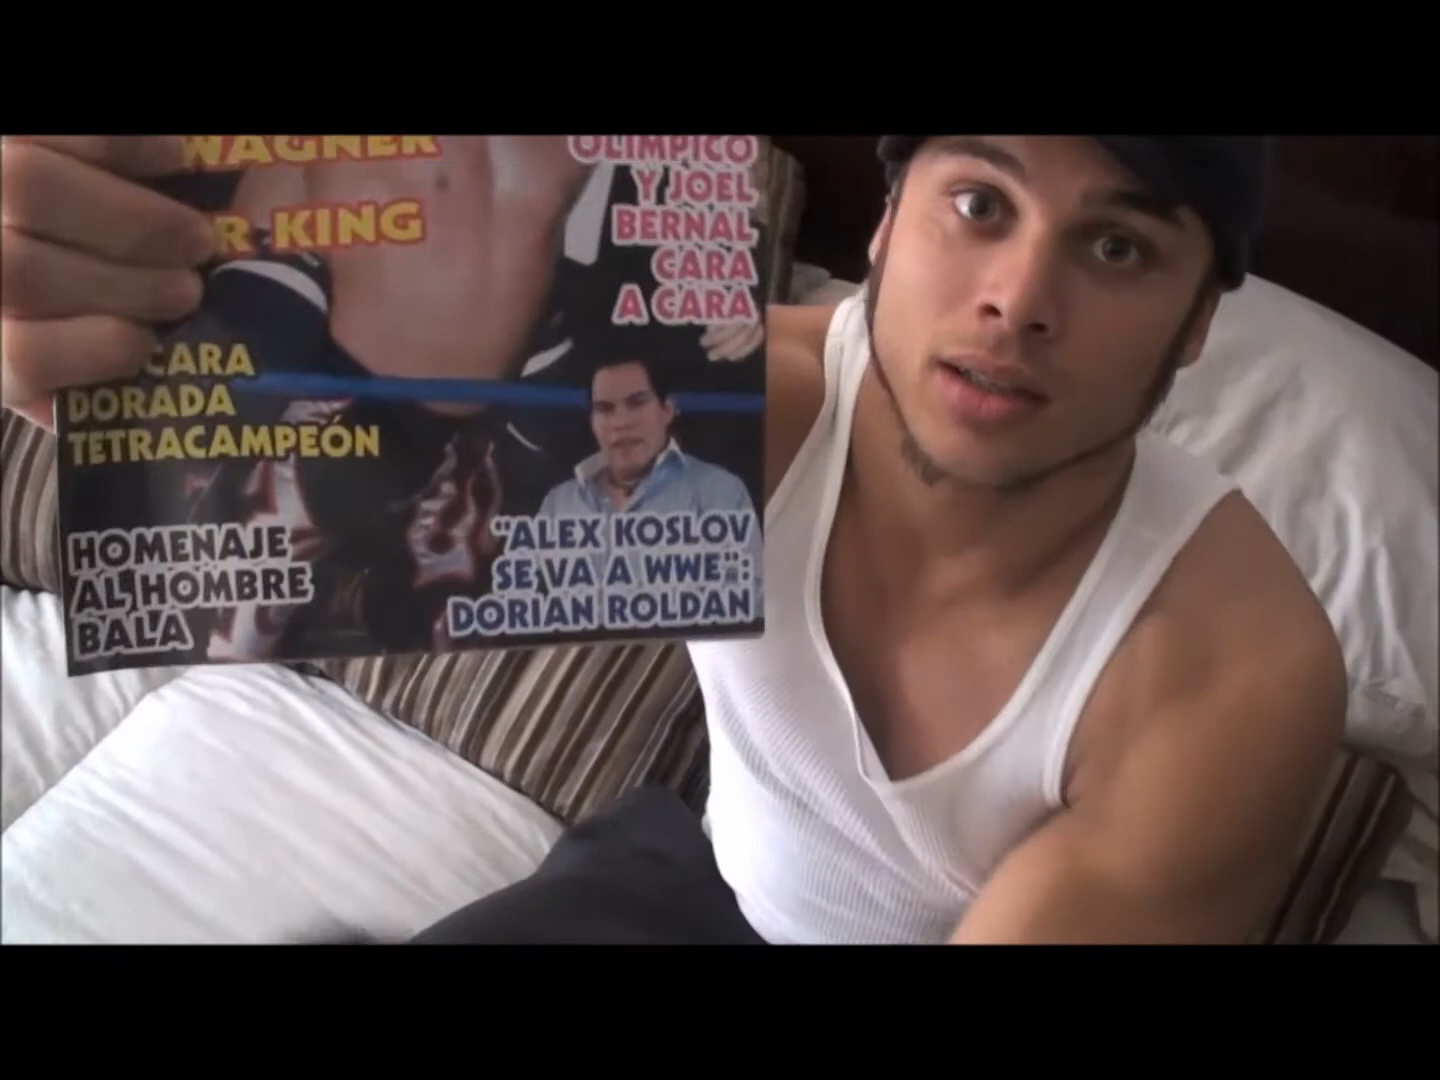 WAGNER
R KING
OLIMPICO
Y JOEL
BERNAL
CARA
A CARA
CARA
DORADA
TETRACAMPEÓN
HOMENAJE
AL HOMBRE
BALA
"ALEX KOSLOV
SE VA A WWE":
DORIAN ROLDAN